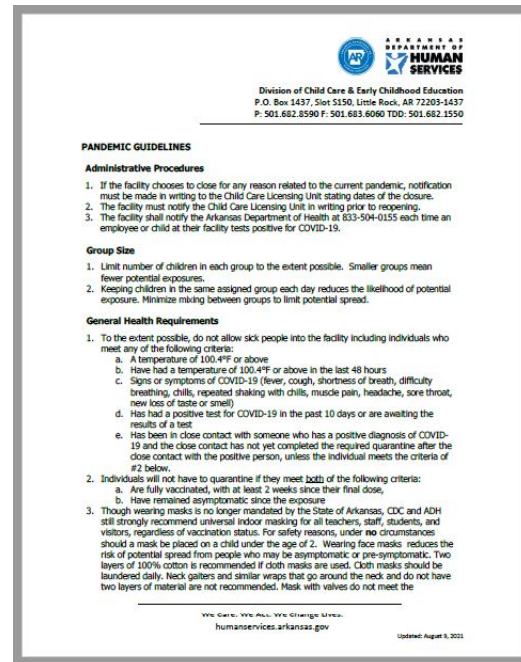 ARKANSAS
DEPARTMENT OF
HUMAN
SERVICES
Division of Child Care & Early Childhood Education
P.O. Box 1437, Slot S150, Little Rock, AR 72203-1437
P: 501.682.8590 F: 501.683.6060 TDD: 501.682.1550
PANDEMIC GUIDELINES
Administrative Procedures
1. If the facility chooses to close for any reason related to the current pandemic, notification
must be made in writing to the Child Care Licensing Unit stating dates of the closure.
2. The facility must notify the Child Care Licensing Unit in writing prior to reopening.
3. The facility shall notify the Arkansas Department of Health at 833-504-0155 each time an
employee or child at their facility tests positive for COVID-19.
Group Size
1. Limit number of children in each group to the extent possible. Smaller groups mean
fewer potential exposures.
2. Keeping children in the same assigned group each day reduces the likelihood of potential
exposure. Minimize mixing between groups to limit potential spread.
General Health Requirements
1. To the extent possible, do not allow sick people into the facility including individuals who
meet any of the following criteria:
a. A temperature of 100.4°F or above
b. Have had a temperature of 100.4°F or above in the last 48 hours
c. Signs or symptoms of COVID-19 (fever, cough, shortness of breath, difficulty
breathing, chills, repeated shaking with chills, muscle pain, headache, sore throat,
new loss of taste or smell)
d. Has had a positive test for COVID-19 in the past 10 days or are awaiting the
results of a test
e. Has been in close contact with someone who has a positive diagnosis of COVID-
19 and the close contact has not yet completed the required quarantine after the
close contact with the positive person, unless the individual meets the criteria of
#2 below.
2. Individuals will not have to quarantine if they meet both of the following criteria:
a. Are fully vaccinated, with at least 2 weeks since their final dose,
b. Have remained asymptomatic since the exposure
3. Though wearing masks is no longer mandated by the State of Arkansas, CDC and ADH
still strongly recommend universal indoor masking for all teachers, staff, students, and
visitors, regardless of vaccination status. For safety reasons, under no circumstances
should a mask be placed on a child under the age of 2. Wearing face masks reduces the
risk of potential spread from people who may be asymptomatic or pre-symptomatic. Two
layers of 100% cotton is recommended if cloth masks are used. Cloth masks should be
laundered daily. Neck gaiters and similar wraps that go around the neck and do not have
two layers of material are not recommended. Mask with valves do not meet the
We Care. We Act. We Change Lives.
humanservices.arkansas.gov
Updated: August 9, 2021